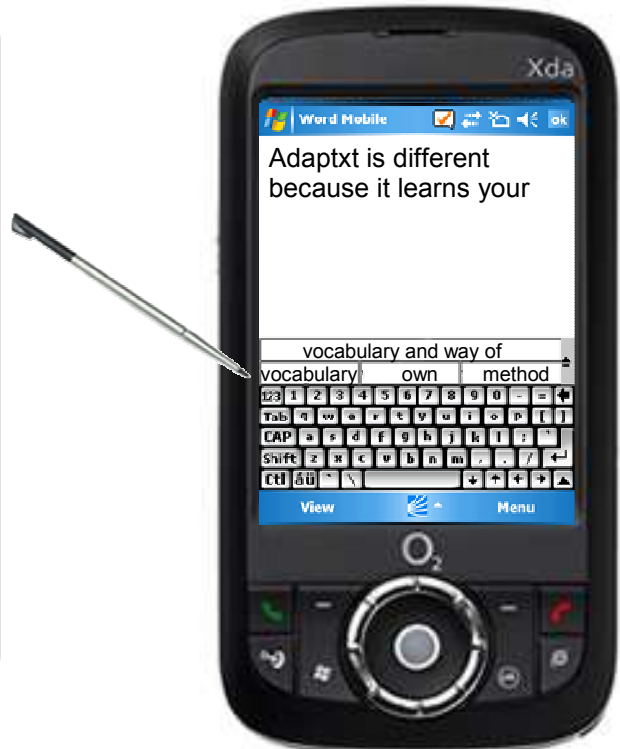 Xda
Word Mobile ok
Adaptxt is different
because it learns your
vocabulary and way of
vocabulary own method
123 1 2 3 4 5 6 7 8 9 0 - =
Tab q w e r t y u i o p [ ]
CAP a s d f g h j k l ; '
Shift z x c v b n m , . /
Ctl áü ` \
View Menu
O2
ok